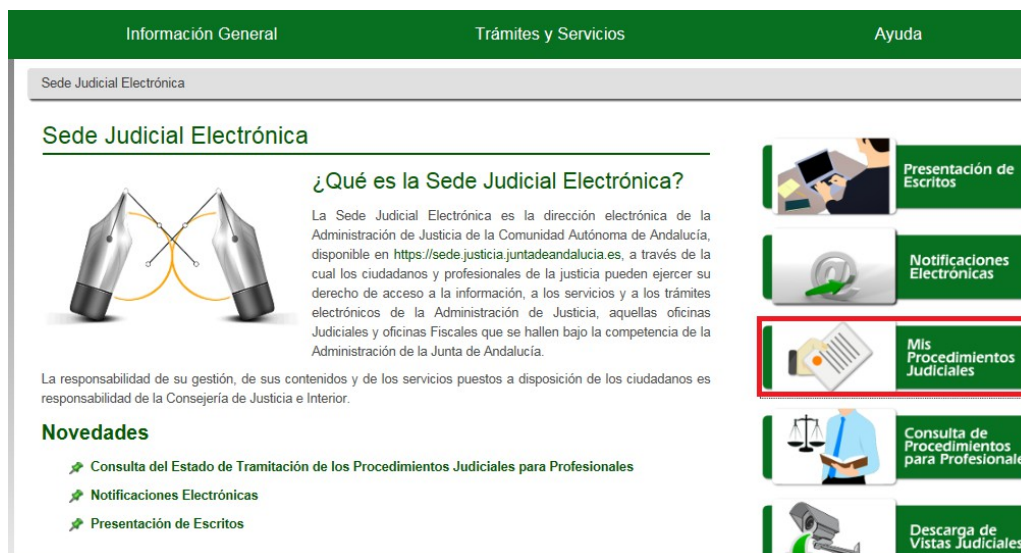 Información General
Trámites y Servicios
Ayuda
Sede Judicial Electrónica
Sede Judicial Electrónica
¿Qué es la Sede Judicial Electrónica?
La Sede Judicial Electrónica es la dirección electrónica de la
Administración de Justicia de la Comunidad Autónoma de Andalucía,
disponible en https://sede.justicia.juntadeandalucia.es, a través de la
cual los ciudadanos y profesionales de la justicia pueden ejercer su
derecho de acceso a la información, a los servicios y a los trámites
electrónicos de la Administración de Justicia, aquellas oficinas
Judiciales y oficinas Fiscales que se hallen bajo la competencia de la
Administración de la Junta de Andalucía.
La responsabilidad de su gestión, de sus contenidos y de los servicios puestos a disposición de los ciudadanos es
responsabilidad de la Consejería de Justicia e Interior.
Novedades
Consulta del Estado de Tramitación de los Procedimientos Judiciales para Profesionales
Notificaciones Electrónicas
Presentación de Escritos
Presentación de
Escritos
Notificaciones
Electrónicas
Mis
Procedimientos
Judiciales
Consulta de
Procedimientos
para Profesionale
Descarga de
Vistas Judiciales